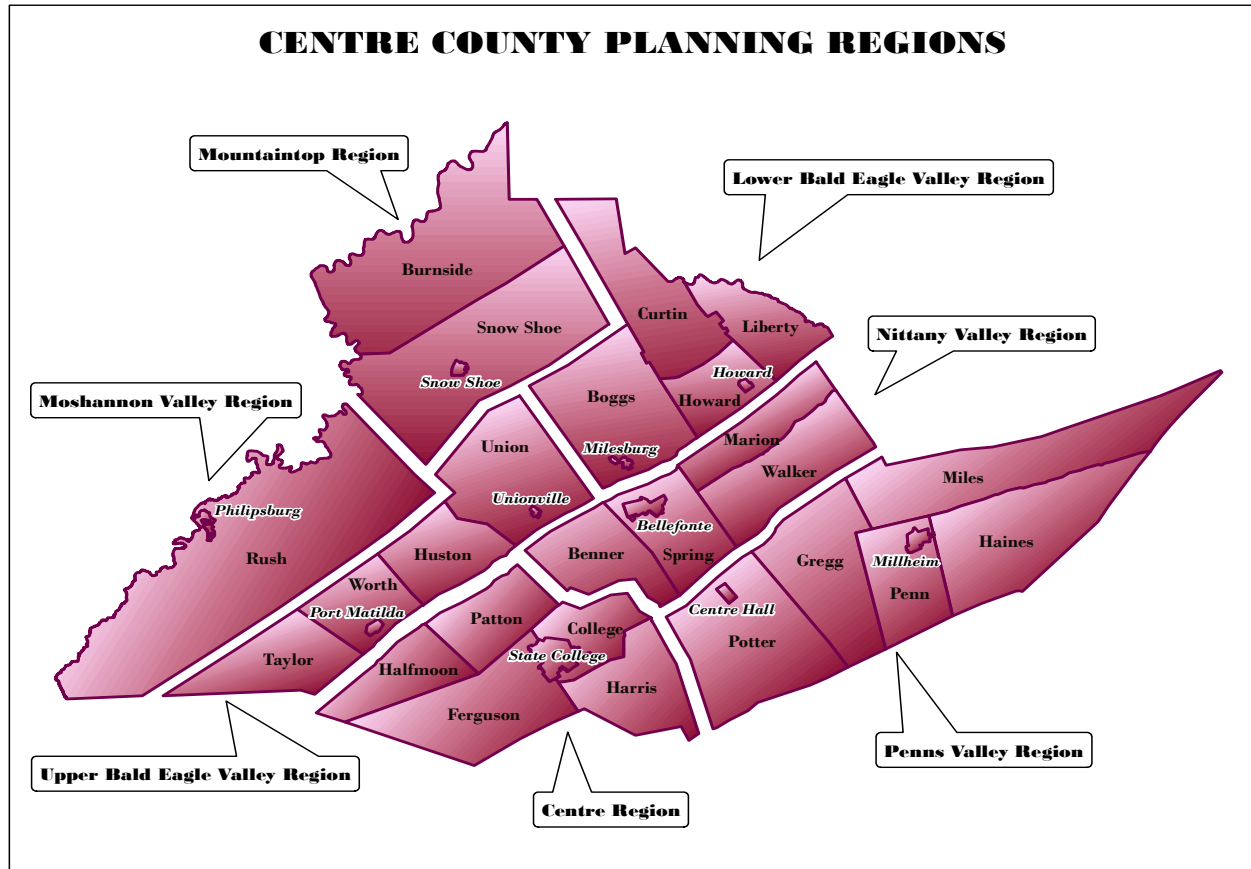 CENTRE COUNTY PLANNING REGIONS
Mountaintop Region
Lower Bald Eagle Valley Region
Burnside
Snow Shoe
Curtin
Liberty
Nittany Valley Region
Snow Shoe
Howard
Moshannon Valley Region
Boggs
Howard
Union
Milesburg
Marion
Walker
Miles
Unionville
Philipsburg
Bellefonte
Rush
Huston
Benner
Spring
Gregg
Millheim
Haines
Worth
Port Matilda
Centre Hall
Penn
Patton
College
Potter
Taylor
Halfmoon
State College
Harris
Ferguson
Upper Bald Eagle Valley Region
Centre Region
Penns Valley Region